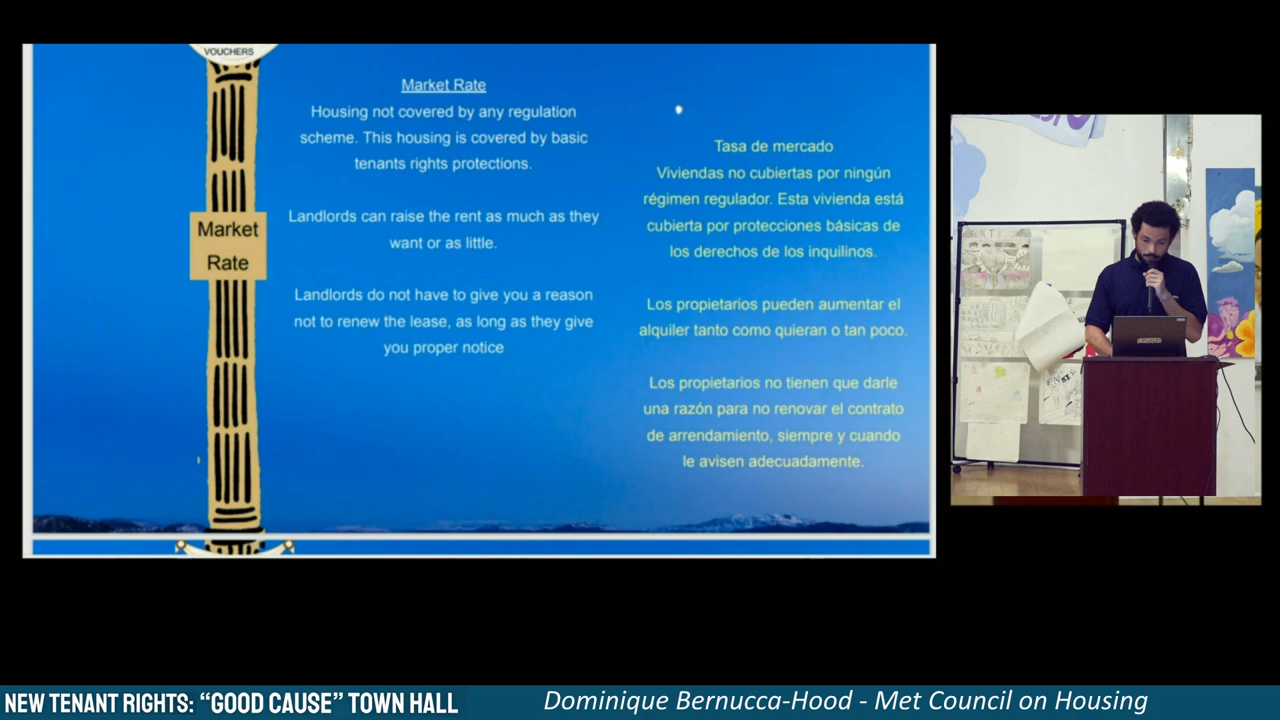 VOUCHERS
Market
Rate
Market Rate
Housing not covered by any regulation
scheme. This housing is covered by basic
tenants rights protections.
Landlords can raise the rent as much as they
want or as little.
Landlords do not have to give you a reason
not to renew the lease, as long as they give
you proper notice
Tasa de mercado
Viviendas no cubiertas por ningún
régimen regulador. Esta vivienda está
cubierta por protecciones básicas de
los derechos de los inquilinos.
Los propietarios pueden aumentar el
alquiler tanto como quieran o tan poco.
Los propietarios no tienen que darle
una razón para no renovar el contrato
de arrendamiento, siempre y cuando
le avisen adecuadamente.
NEW TENANT RIGHTS: “GOOD CAUSE” TOWN HALL
Dominique Bernucca-Hood - Met Council on Housing